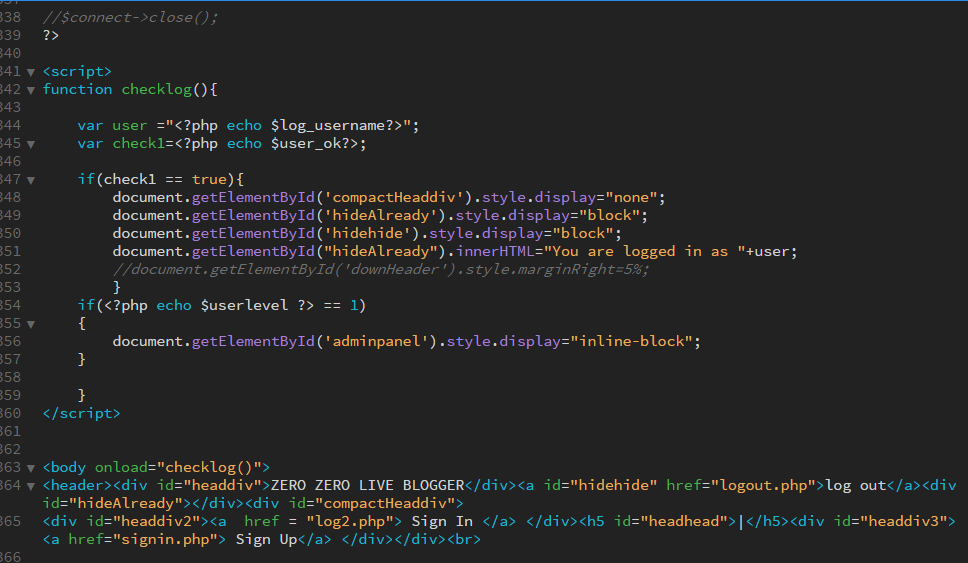 338 //$connect->close();
339 ?>
340
341 <script>
342 function checklog(){
343
344 var user ="<?php echo $log_username?>";
345 var check1=<?php echo $user_ok?>;
346
347 if(check1 == true){
348 document.getElementById('compactHeaddiv').style.display="none";
349 document.getElementById('hideAlready').style.display="block";
350 document.getElementById('hidehide').style.display="block";
351 document.getElementById("hideAlready").innerHTML="You are logged in as "+user;
352 //document.getElementById('downHeader').style.marginRight=5%;
353 }
354 if(<?php echo $userlevel ?> == 1)
355 {
356 document.getElementById('adminpanel').style.display="inline-block";
357 }
358
359 }
360 </script>
361
362
363 <body onload="checklog()">
364 <header><div id="headdiv">ZERO ZERO LIVE BLOGGER</div><a id="hidehide" href="logout.php">log out</a><div
id="hideAlready"></div><div id="compactHeaddiv">
365 <div id="headdiv2"><a  href = "log2.php"> Sign In </a> </div><h5 id="headhead">|</h5><div id="headdiv3">
<a href="signin.php"> Sign Up</a> </div></div><br>
366